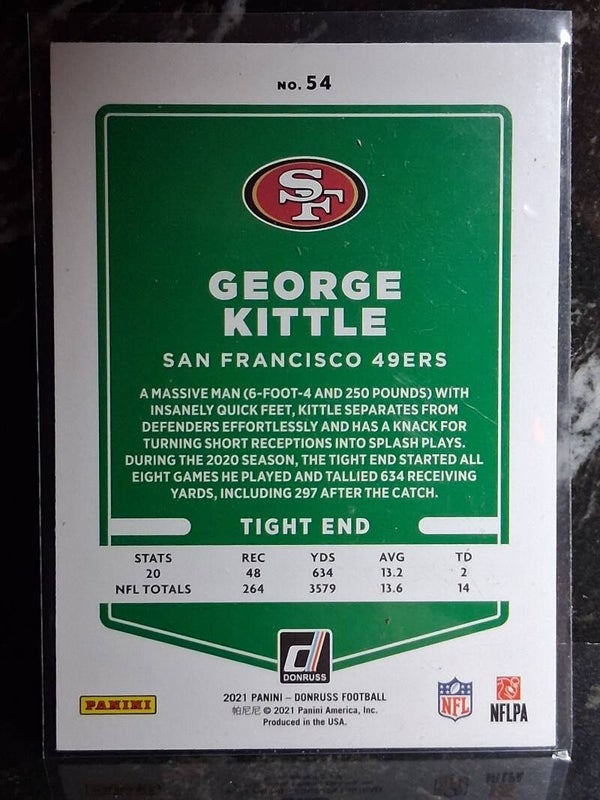 NO. 54
SF
GEORGE
KITTLE
SAN FRANCISCO 49ERS
A MASSIVE MAN (6-FOOT-4 AND 250 POUNDS) WITH
INSANELY QUICK FEET, KITTLE SEPARATES FROM
DEFENDERS EFFORTLESSLY AND HAS A KNACK FOR
TURNING SHORT RECEPTIONS INTO SPLASH PLAYS.
DURING THE 2020 SEASON, THE TIGHT END STARTED ALL
EIGHT GAMES HE PLAYED AND TALLIED 634 RECEIVING
YARDS, INCLUDING 297 AFTER THE CATCH.
TIGHT END
STATS REC YDS AVG TD
20 48 634 13.2 2
NFL TOTALS 264 3579 13.6 14
d
DONRUSS
PANINI
2021 PANINI – DONRUSS FOOTBALL
帕尼尼 © 2021 Panini America, Inc.
Produced in the USA.
NFL
NFLPA